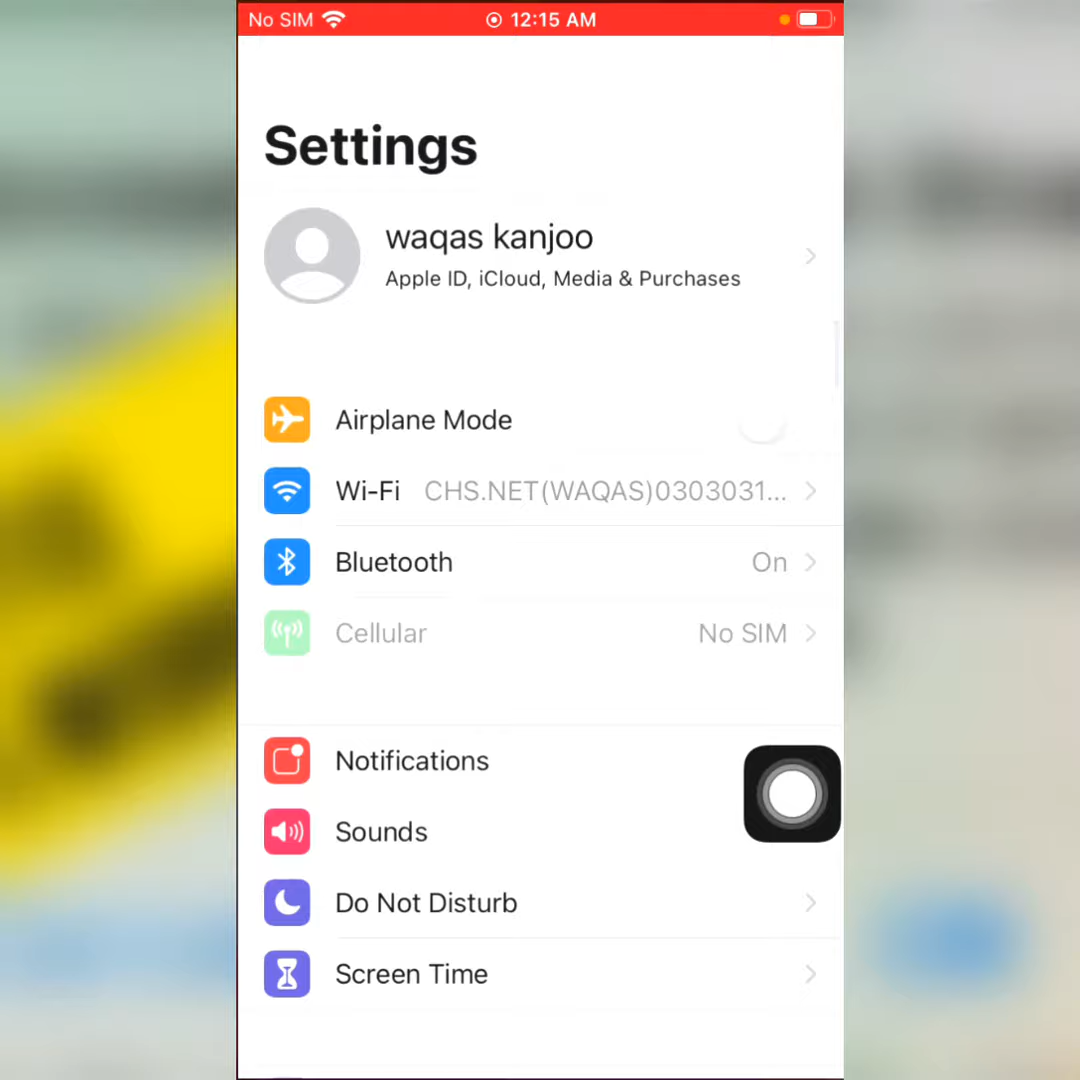 No SIM 12:15 AM
Settings
waqas kanjoo
Apple ID, iCloud, Media & Purchases
Airplane Mode
Wi-Fi CHS.NET(WAQAS)0303031...
Bluetooth On
Cellular No SIM
Notifications
Sounds
Do Not Disturb
Screen Time